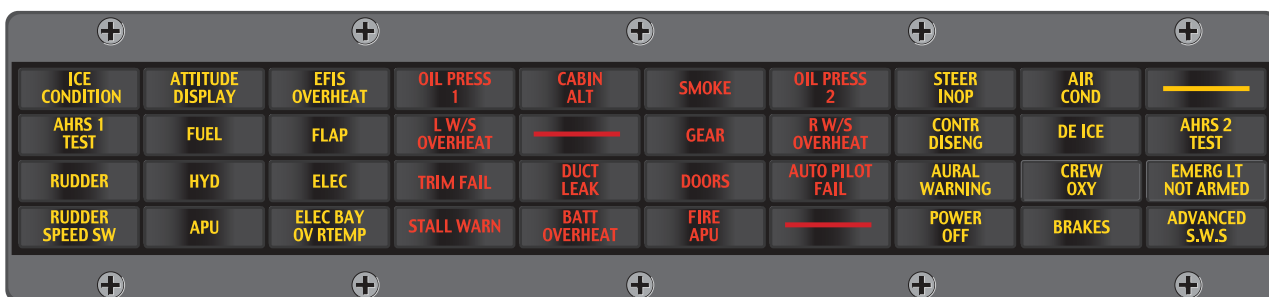 ICE CONDITION
ATTITUDE DISPLAY
EFIS OVERHEAT
OIL PRESS 1
CABIN ALT
SMOKE
OIL PRESS 2
STEER INOP
AIR COND
AHRS 1 TEST
FUEL
FLAP
L W/S OVERHEAT
GEAR
R W/S OVERHEAT
CONTR DISENG
DE ICE
AHRS 2 TEST
RUDDER
HYD
ELEC
TRIM FAIL
DUCT LEAK
DOORS
AUTO PILOT FAIL
AURAL WARNING
CREW OXY
EMERG LT NOT ARMED
RUDDER SPEED SW
APU
ELEC BAY OV RTEMP
STALL WARN
BATT OVERHEAT
FIRE APU
POWER OFF
BRAKES
ADVANCED S.W.S